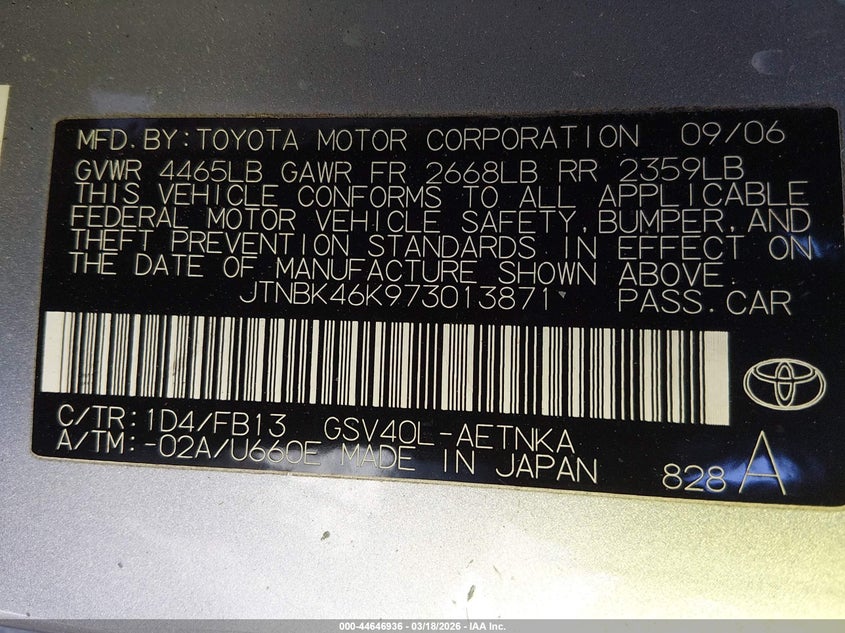 MFD.BY:TOYOTA MOTOR CORPORATION 09/06
GVWR 4465LB GAWR FR 2668LB RR 2359LB
THIS VEHICLE CONFORMS TO ALL APPLICABLE
FEDERAL MOTOR VEHICLE SAFETY,BUMPER,AND
THEFT PREVENTION STANDARDS IN EFFECT ON
THE DATE OF MANUFACTURE SHOWN ABOVE.
JTNBK46K973013871 PASS.CAR
C/TR:1D4/FB13 GSV40L-AETNKA
A/TM:-02A/U660E MADE IN JAPAN 828 A
000-44646936 - 03/18/2026 - IAA Inc.